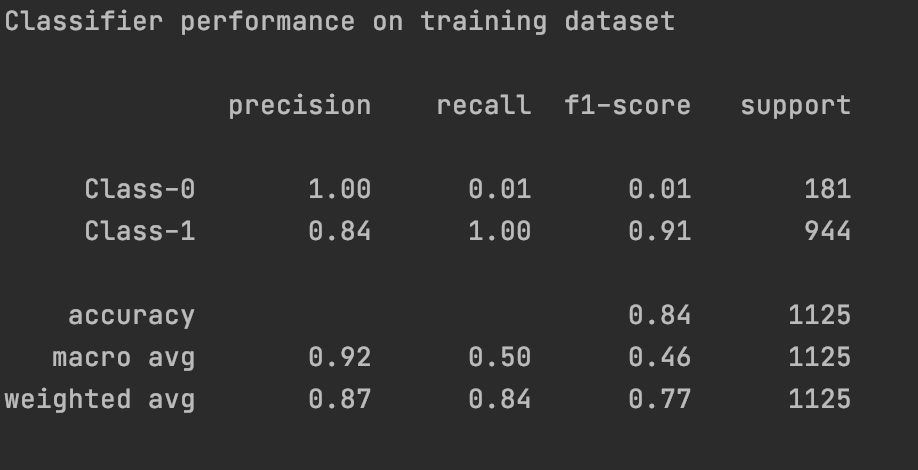 Classifier performance on training dataset
precision recall f1-score support
Class-0 1.00 0.01 0.01 181
Class-1 0.84 1.00 0.91 944
accuracy 0.84 1125
macro avg 0.92 0.50 0.46 1125
weighted avg 0.87 0.84 0.77 1125